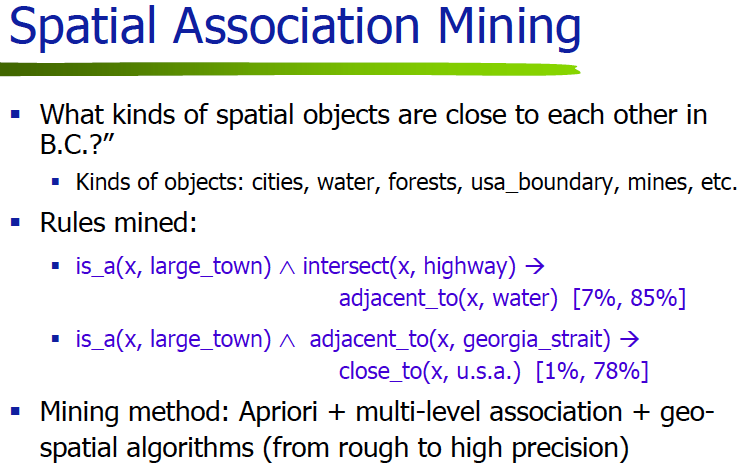 Spatial Association Mining
▪ What kinds of spatial objects are close to each other in
B.C.?”
▪ Kinds of objects: cities, water, forests, usa_boundary, mines, etc.
▪ Rules mined:
▪ is_a(x, large_town) ∧ intersect(x, highway) →
adjacent_to(x, water) [7%, 85%]
▪ is_a(x, large_town) ∧ adjacent_to(x, georgia_strait) →
close_to(x, u.s.a.) [1%, 78%]
▪ Mining method: Apriori + multi-level association + geo-
spatial algorithms (from rough to high precision)